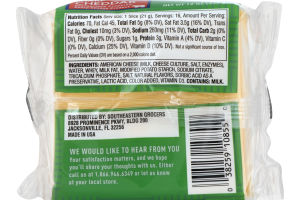 CHEDDAR
Nutrition Facts Serv. size: 1 slice (21 g), Servings: 16, Amount Per Serving:
Calories 70, Fat Cal 45, Total Fat 5g (8% DV), Sat Fat 3.5g (16% DV), Trans
Fat 0g, Cholest 10mg (3% DV), Sodium 260mg (11% DV), Total Carb 2g (0%
DV), Fiber 0g (0% DV), Sugars 1g, Protein 3g, Vitamin A (4% DV), Vitamin C
(0% DV), Calcium (20% DV), Vitamin D (10% DV). Not a significant source of iron.
Percent Daily Values (DV) are based on a 2,000 calorie diet.
INGREDIENTS: AMERICAN CHEESE (MILK, CHEESE CULTURE, SALT, ENZYMES),
WATER, WHEY, MILK FAT, MODIFIED POTATO STARCH, SODIUM CITRATE,
TRICALCIUM PHOSPHATE, SALT, NATURAL FLAVORS, SORBIC ACID AS A
PRESERVATIVE, LACTIC ACID, COLOR ADDED, VITAMIN D3. CONTAINS: MILK.
DISTRIBUTED BY: SOUTHEASTERN GROCERS
8928 PROMINENCE PKWY, BLDG 200
JACKSONVILLE, FL 32256
MADE IN USA
WE WOULD LIKE TO HEAR FROM YOU
Your satisfaction matters, and we hope
you'll share your thoughts with us. Either
call us at 1.866.946.6349 or let us know
at your local store.
0 38259 10855